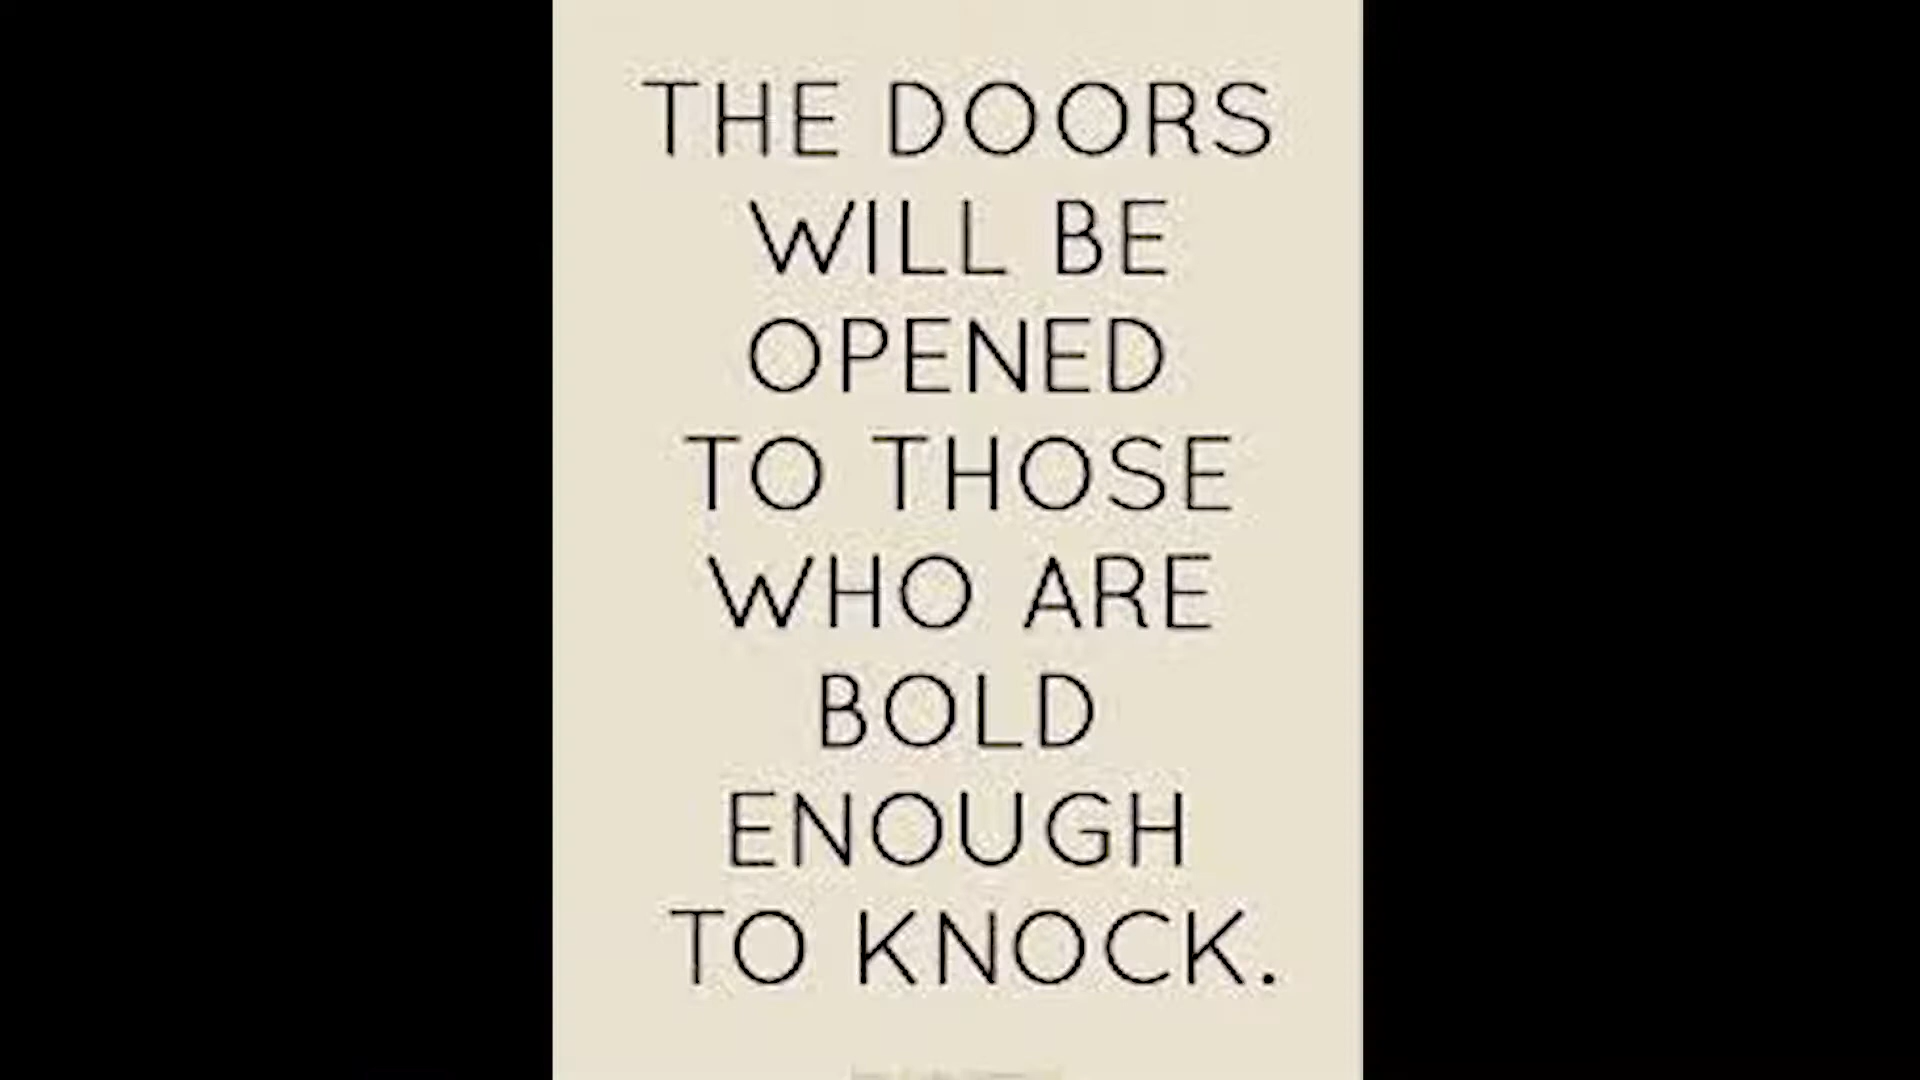 THE DOORS
WILL BE
OPENED
TO THOSE
WHO ARE
BOLD
ENOUGH
TO KNOCK.